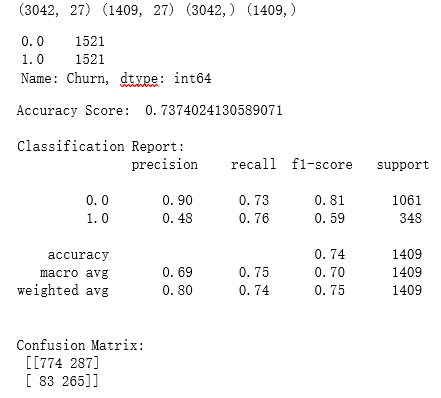 (3042, 27) (1409, 27) (3042,) (1409,)
0.0 1521
1.0 1521
Name: Churn, dtype: int64
Accuracy Score: 0.7374024130589071
Classification Report:
precision recall f1-score support
0.0 0.90 0.73 0.81 1061
1.0 0.48 0.76 0.59 348
accuracy 0.74 1409
macro avg 0.69 0.75 0.70 1409
weighted avg 0.80 0.74 0.75 1409
Confusion Matrix:
[[774 287]
[ 83 265]]